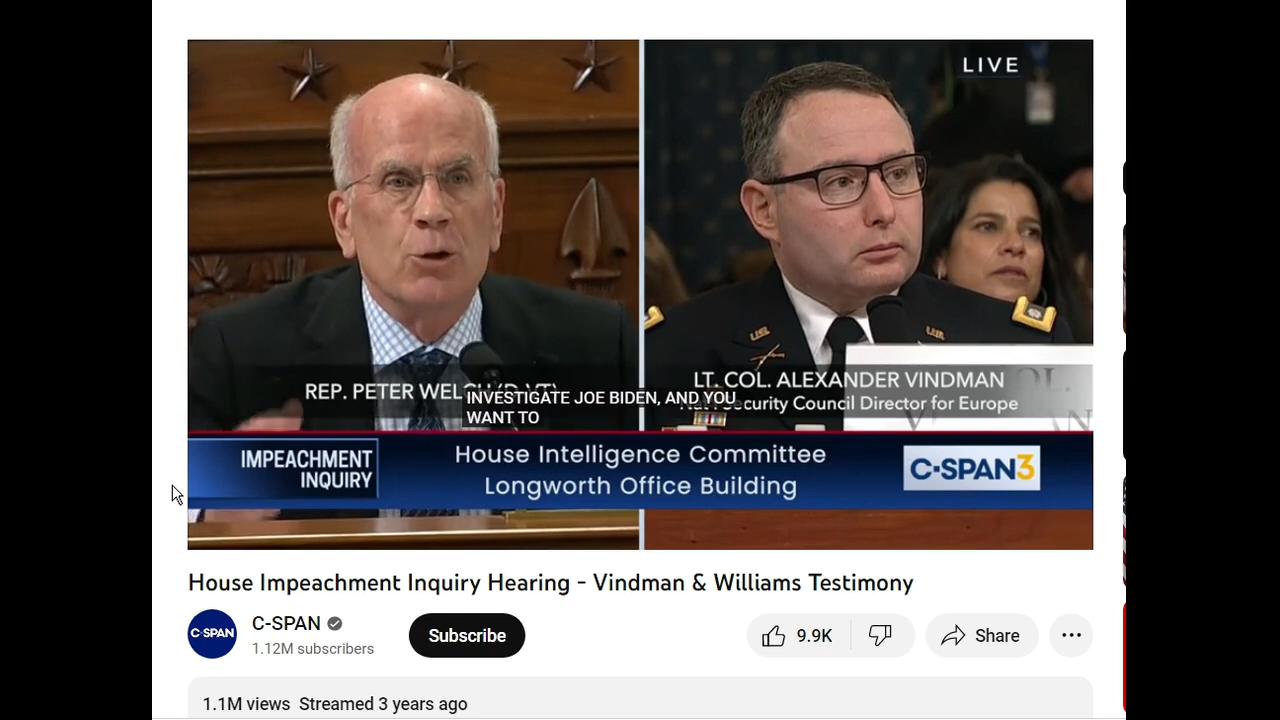 LIVE
REP. PETER WELCH (D-VT)
INVESTIGATE JOE BIDEN, AND YOU
WANT TO
LT. COL. ALEXANDER VINDMAN
Security Council Director for Europe
IMPEACHMENT
INQUIRY
House Intelligence Committee
Longworth Office Building
C-SPAN3
House Impeachment Inquiry Hearing - Vindman & Williams Testimony
C-SPAN
C-SPAN
1.12M subscribers
Subscribe
9.9K
Share
1.1M views Streamed 3 years ago